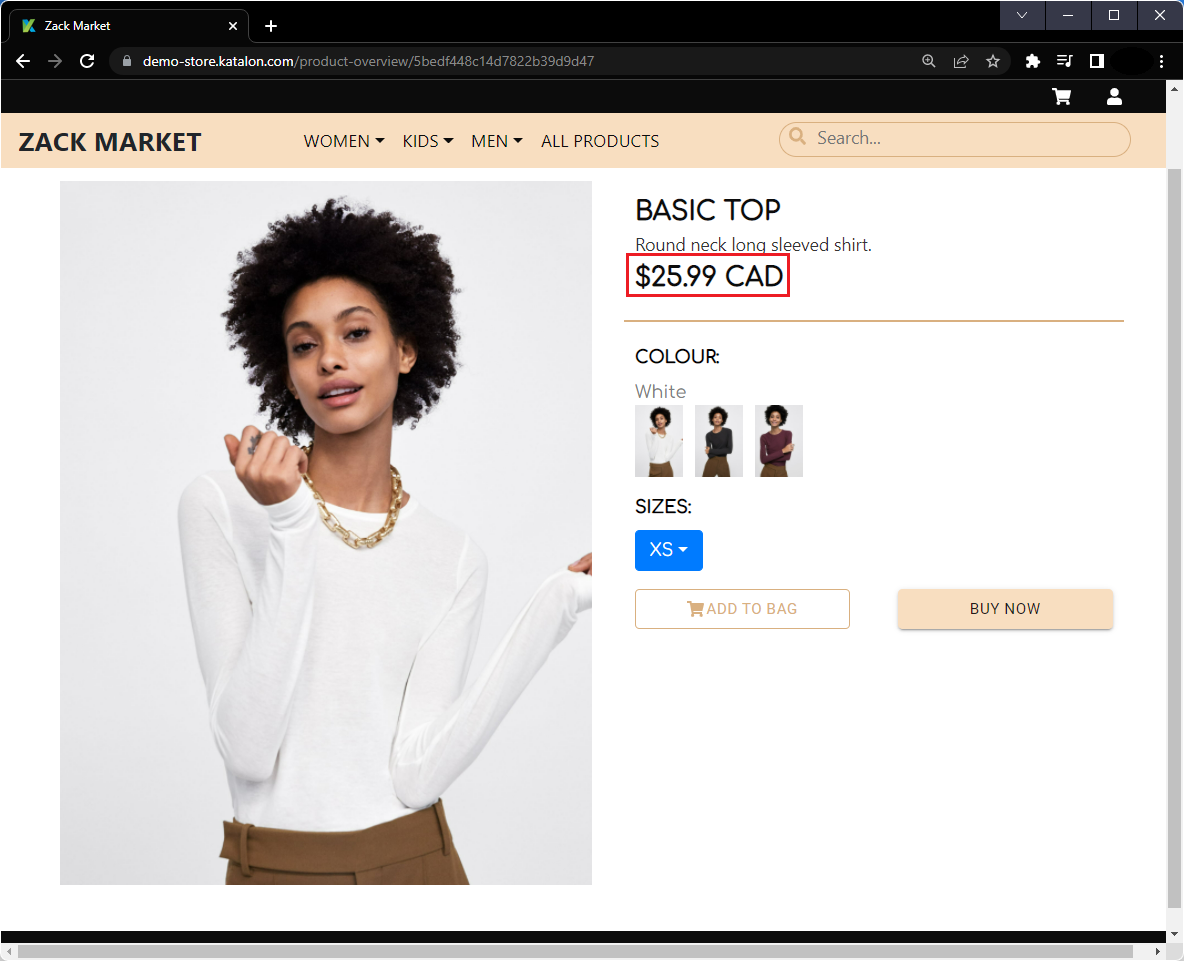 Zack Market
demo-store.katalon.com/product-overview/5bedf448c14d7822b39d9d47
ZACK MARKET
WOMEN
KIDS
MEN
ALL PRODUCTS
Search...
BASIC TOP
Round neck long sleeved shirt.
$25.99 CAD
COLOUR:
White
SIZES:
XS
ADD TO BAG
BUY NOW